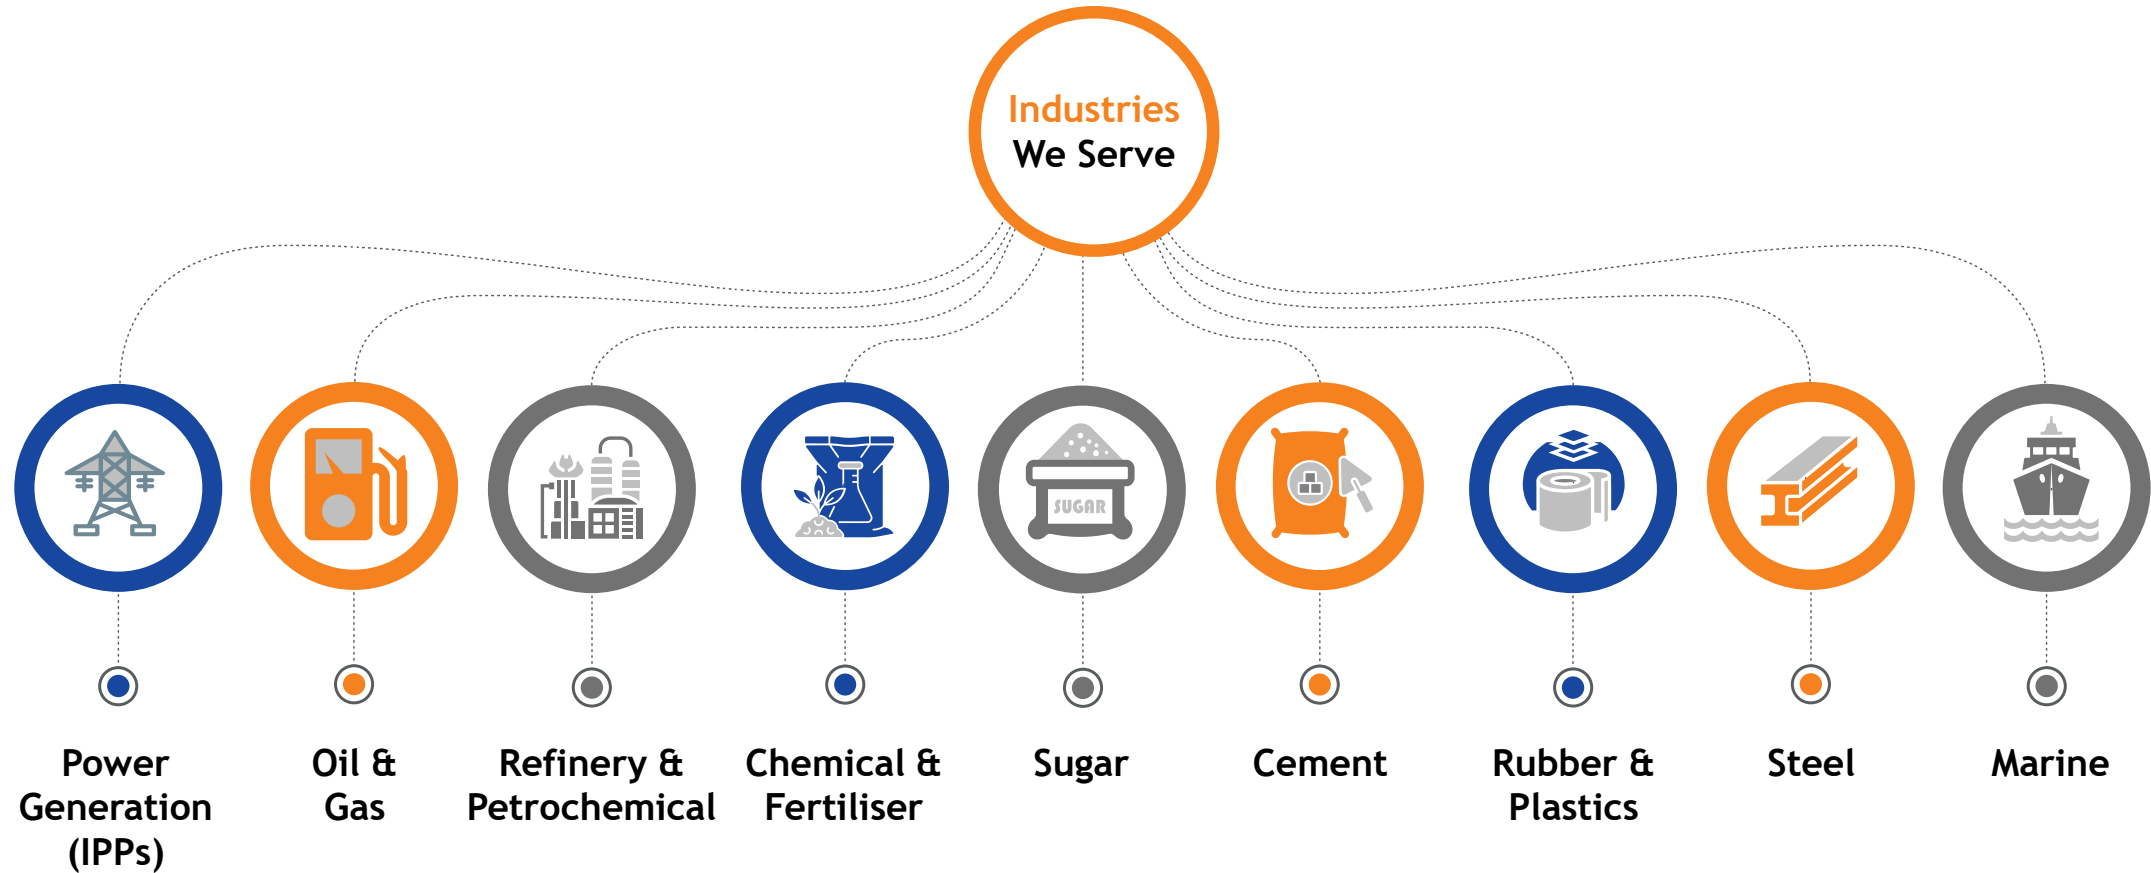 Industries
We Serve
SUGAR
Power
Generation
(IPPs)
Oil &
Gas
Refinery &
Petrochemical
Chemical &
Fertiliser
Sugar
Cement
Rubber &
Plastics
Steel
Marine